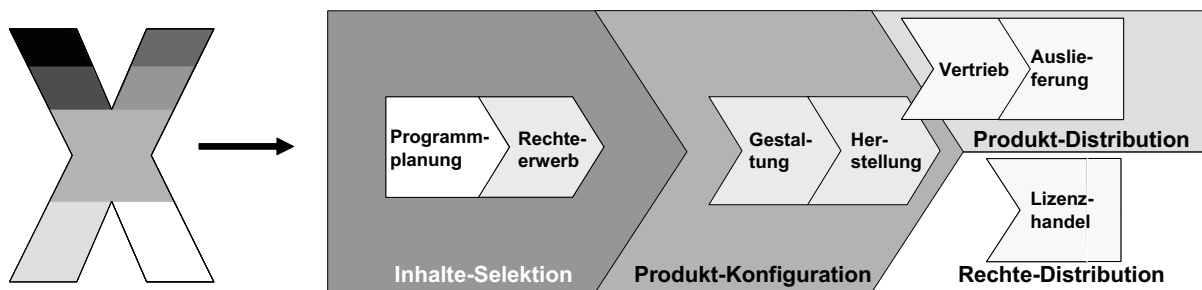 Programm-
planung
Rechte-
erwerb
Inhalte-Selektion
Gestal-
tung
Her-
stellung
Produkt-Konfiguration
Vertrieb
Auslie-
ferung
Produkt-Distribution
Lizenz-
handel
Rechte-Distribution